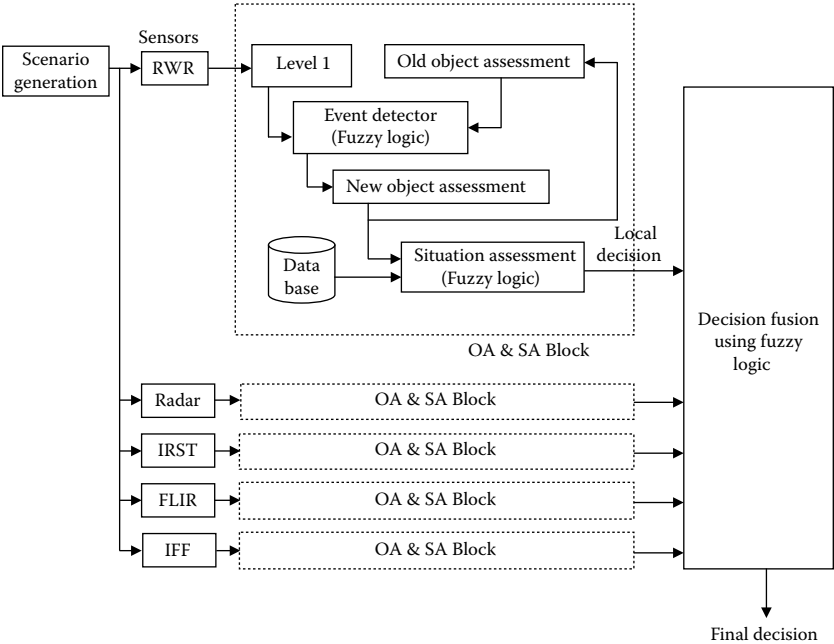 Sensors
Scenario
generation
RWR
Level 1
Old object assessment
Event detector
(Fuzzy logic)
New object assessment
Data
base
Situation assessment
(Fuzzy logic)
Local
decision
OA & SA Block
Decision fusion
using fuzzy
logic
Radar
OA & SA Block
IRST
OA & SA Block
FLIR
OA & SA Block
IFF
OA & SA Block
Final decision